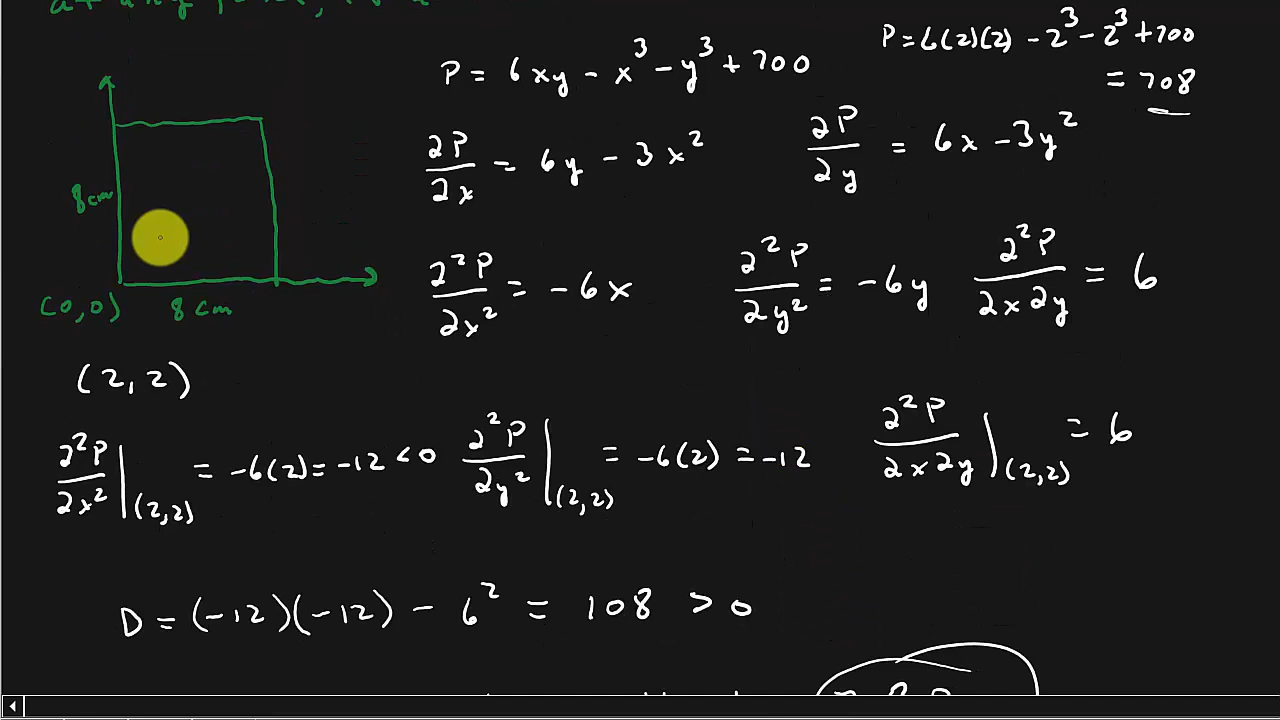 P = 6xy - x³ - y³ + 700
P = 6(2)(2) - 2³ - 2³ + 700
= 708
∂P/∂x = 6y - 3x²
∂P/∂y = 6x - 3y²
8cm
∂²P/∂x² = -6x
∂²P/∂y² = -6y
∂²P/∂x∂y = 6
(0,0)
8 cm
(2,2)
∂²P/∂x² |(2,2) = -6(2) = -12 < 0
∂²P/∂y² |(2,2) = -6(2) = -12
∂²P/∂x∂y |(2,2) = 6
D = (-12)(-12) - 6² = 108 > 0